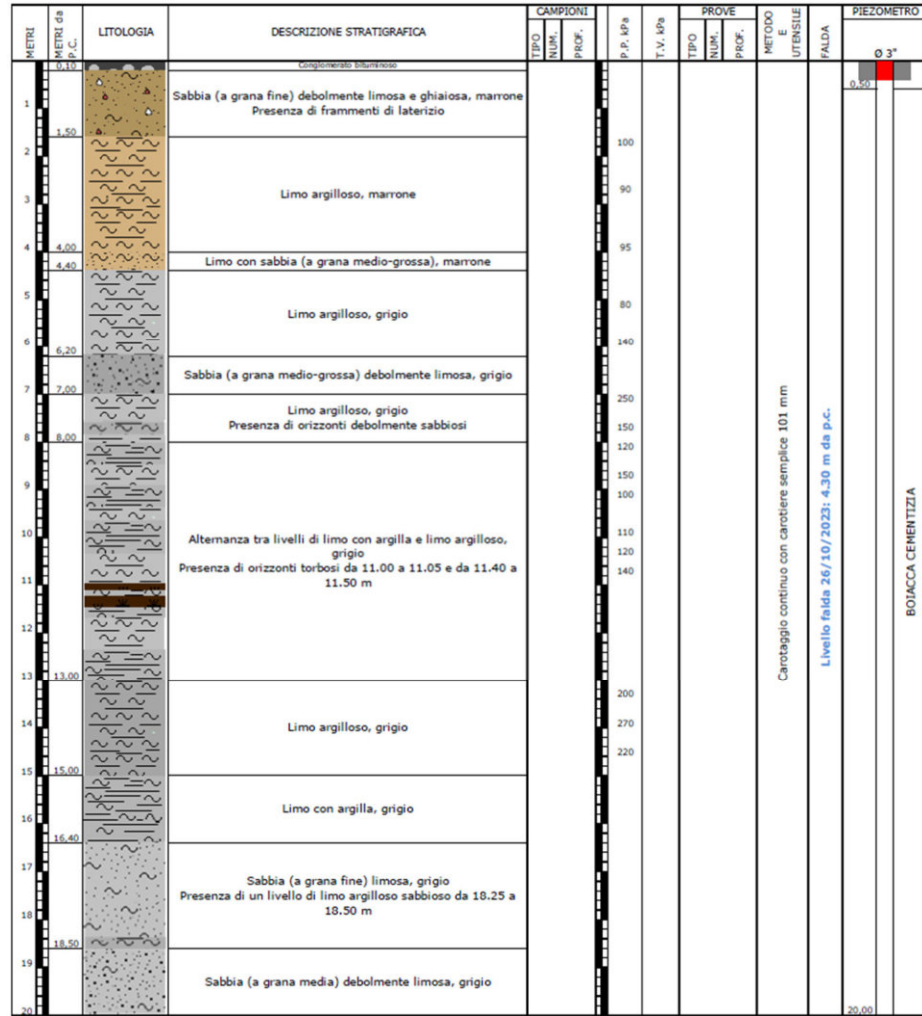 METRI
METRI da P.C.
LITOLOGIA
DESCRIZIONE STRATIGRAFICA
CAMPIONI
TIPO
NUM.
PROF.
P.P. kPa
T.V. kPa
PROVE
TIPO
NUM.
PROF.
METODO E UTENSILE
FALDA
PIEZOMETRO
Ø 3"
0,10
Conglomerato bituminoso
0,50
1
Sabbia (a grana fine) debolmente limosa e ghiaiosa, marrone
Presenza di frammenti di laterizio
1,50
2
100
3
Limo argilloso, marrone
90
4
4,00
95
Limo con sabbia (a grana medio-grossa), marrone
4,40
5
Limo argilloso, grigio
80
6
140
6,20
Sabbia (a grana medio-grossa) debolmente limosa, grigio
7
7,00
250
Limo argilloso, grigio
Presenza di orizzonti debolmente sabbiosi
150
8
8,00
120
150
9
100
10
110
Alternanza tra livelli di limo con argilla e limo argilloso,
grigio
120
Presenza di orizzonti torbosi da 11.00 a 11.05 e da 11.40 a
11.50 m
140
11
12
13
13,00
200
14
Limo argilloso, grigio
270
220
15
15,00
Limo con argilla, grigio
16
16,40
17
Sabbia (a grana fine) limosa, grigio
Presenza di un livello di limo argilloso sabbioso da 18.25 a
18.50 m
18
18,50
19
Sabbia (a grana media) debolmente limosa, grigio
20
20,00
Carotaggio continuo con carotiere semplice 101 mm
Livello falda 26/10/2023: 4.30 m da p.c.
BOIACCA CEMENTIZIA